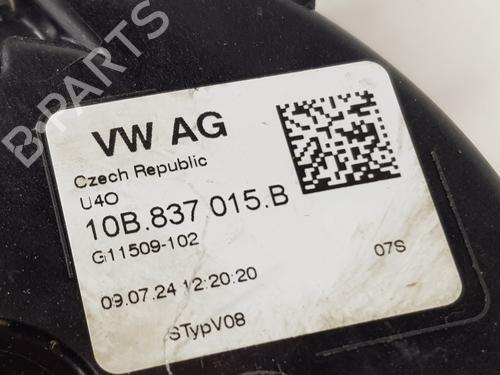 VW AG
Czech Republic
U4O
10B.837 015.B
G11509-102
07S
09.07.24 12:20:20
STypV08
B-PARTS